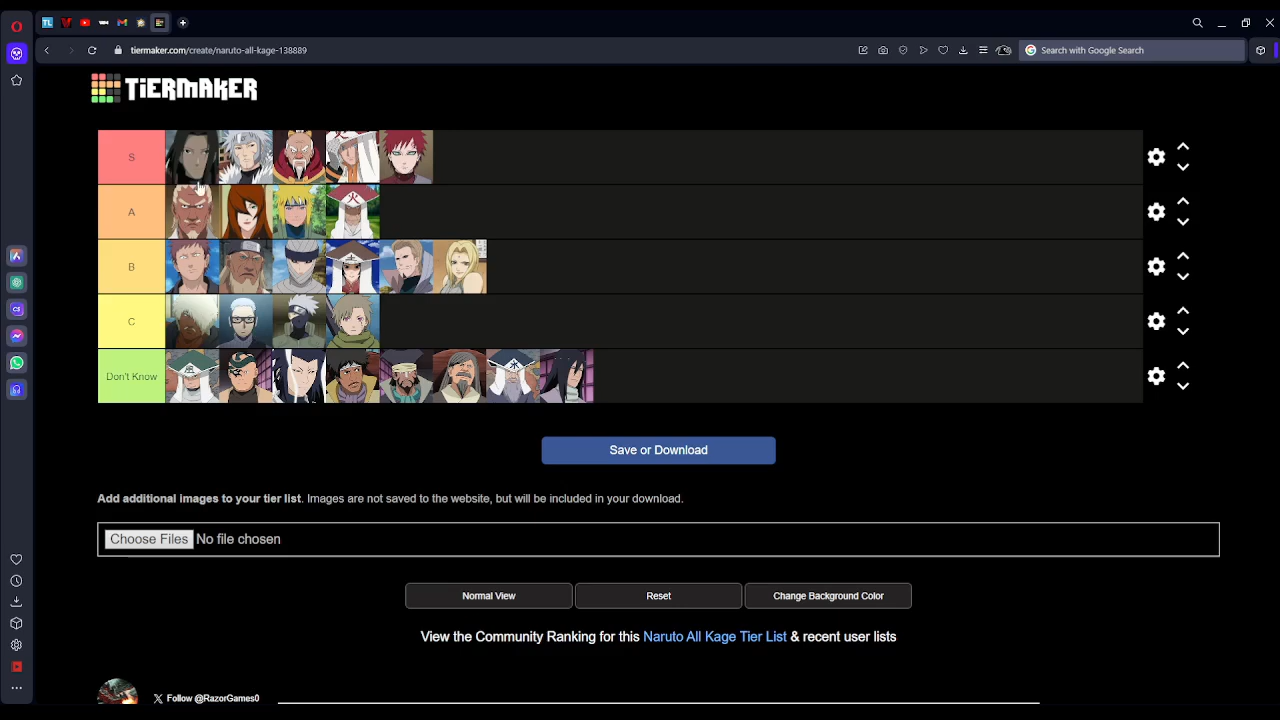 tiermaker.com/create/naruto-all-kage-138889
Search with Google Search
TiERMAKER
S
A
B
C
Don't Know
Save or Download
Add additional images to your tier list. Images are not saved to the website, but will be included in your download.
Choose Files No file chosen
Normal View
Reset
Change Background Color
View the Community Ranking for this Naruto All Kage Tier List & recent user lists
Follow @RazorGames0